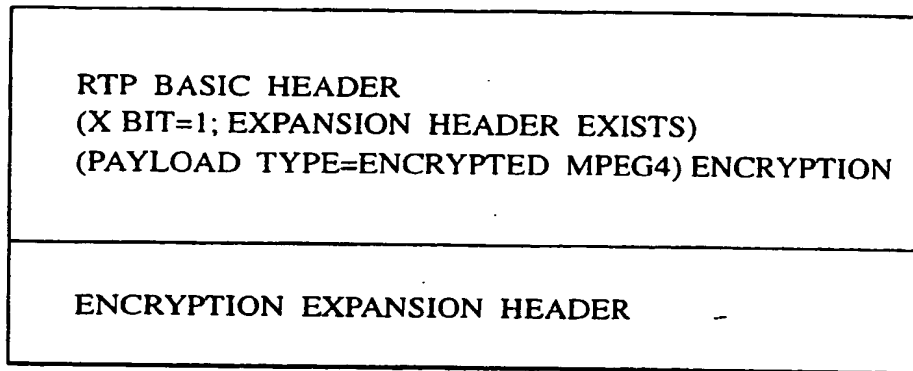 RTP BASIC HEADER
(X BIT=1; EXPANSION HEADER EXISTS)
(PAYLOAD TYPE=ENCRYPTED MPEG4) ENCRYPTION
ENCRYPTION EXPANSION HEADER